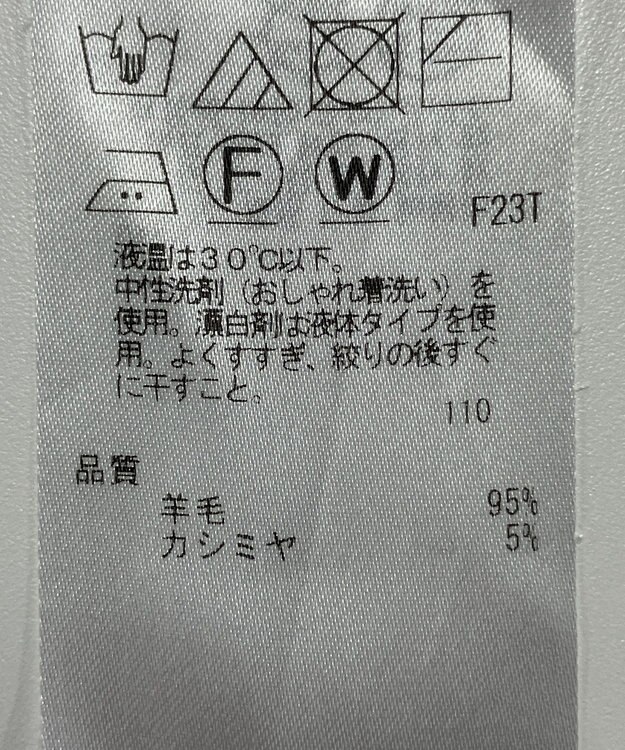 F W F23T
液温は30℃以下。
中性洗剤（おしゃれ着洗い）を
使用。漂白剤は液体タイプを使
用。よくすすぎ、絞りの後すぐ
に干すこと。
110
品質
羊毛 95%
カシミヤ 5%